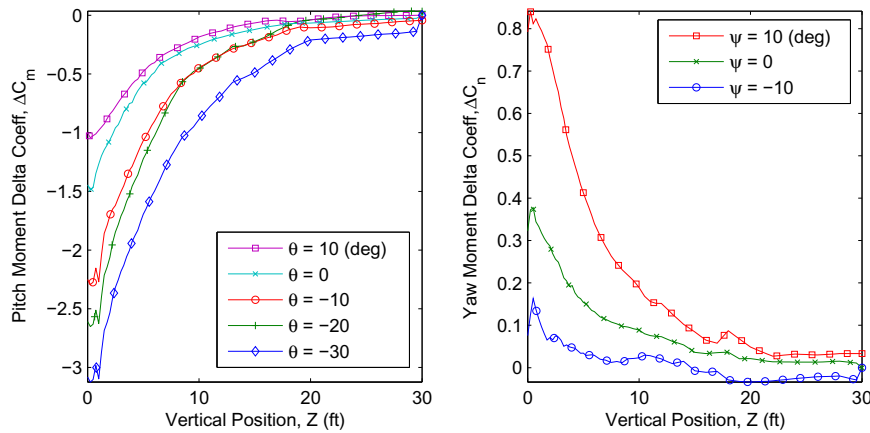 0
−0.5
−1
−1.5
−2
−2.5
−3
Pitch Moment Delta Coeff, ΔCm
θ = 10 (deg)
θ = 0
θ = −10
θ = −20
θ = −30
0 10 20 30
Vertical Position, Z (ft)
0.8
0.7
0.6
0.5
0.4
0.3
0.2
0.1
0
Yaw Moment Delta Coeff, ΔCn
ψ = 10 (deg)
ψ = 0
ψ = −10
0 10 20 30
Vertical Position, Z (ft)